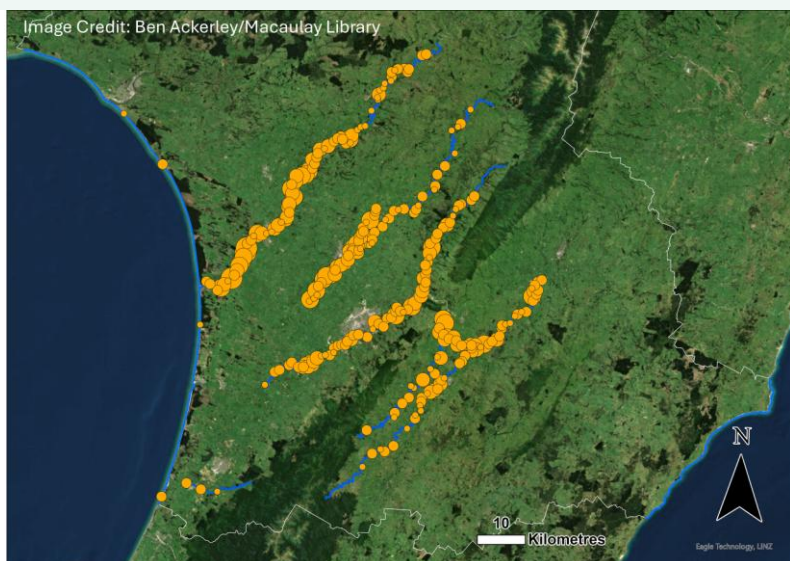 Image Credit: Ben Ackerley/Macaulay Library
N
10
Kilometres
Eagle Technology, LINZ